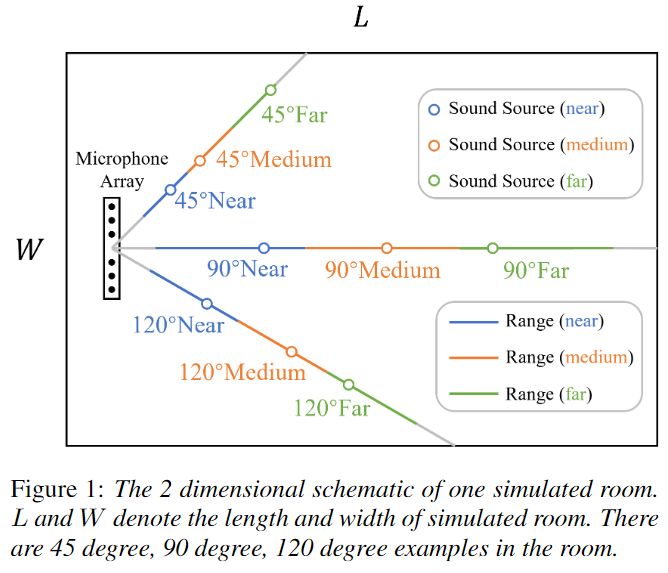 L
Sound Source (near)
45°Far
Sound Source (medium)
Microphone
Array
45°Medium
Sound Source (far)
45°Near
W
90°Near
90°Medium
90°Far
120°Near
Range (near)
120°Medium
Range (medium)
120°Far
Range (far)
Figure 1: The 2 dimensional schematic of one simulated room.
L and W denote the length and width of simulated room. There
are 45 degree, 90 degree, 120 degree examples in the room.